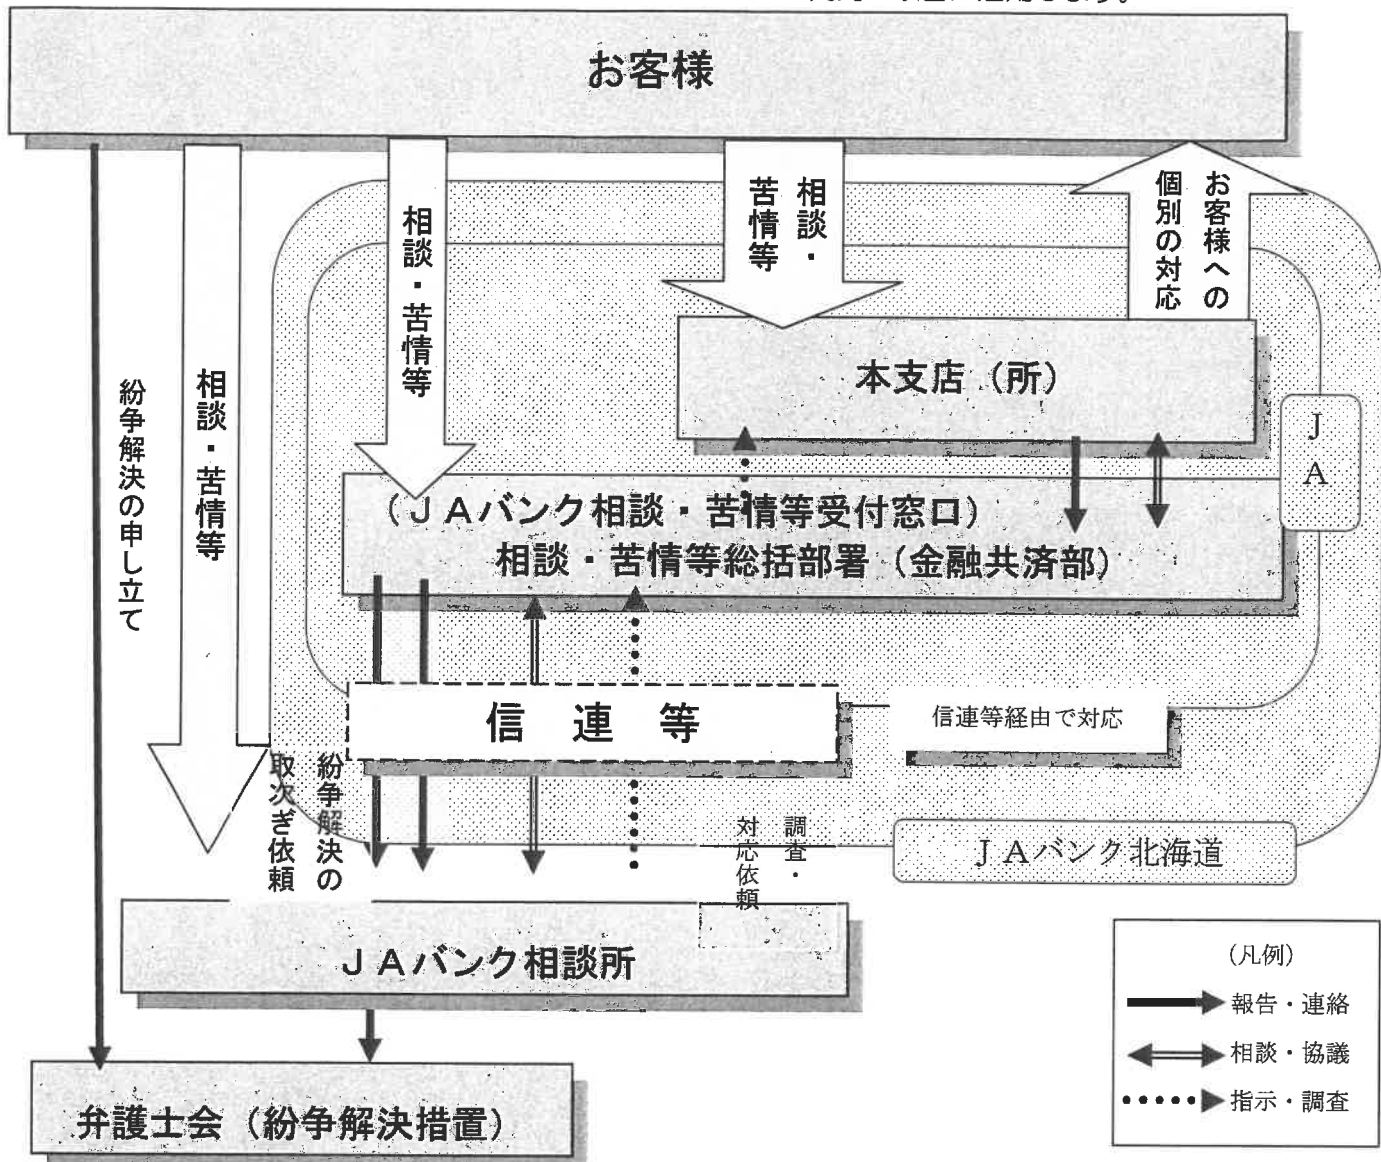 お客様
相談・
苦情等
お客様への
個別の対応
相談・苦情等
相談・苦情等
紛争解決の申し立て
本支店（所）
ＪＡ
（ＪＡバンク相談・苦情等受付窓口）
相談・苦情等総括部署（金融共済部）
信連等
信連等経由で対応
紛争解決の
取次ぎ依頼
調査・
対応依頼
ＪＡバンク北海道
ＪＡバンク相談所
弁護士会（紛争解決措置）
(凡例)
報告・連絡
相談・協議
指示・調査